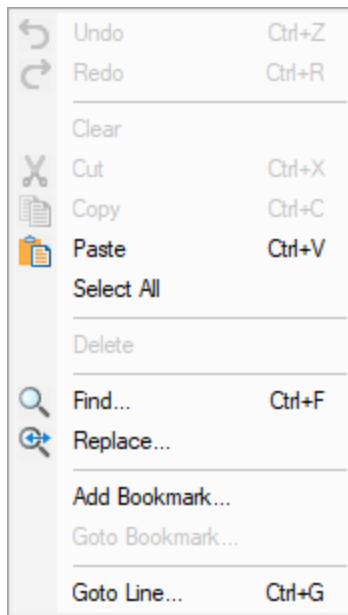 Undo Ctrl+Z
Redo Ctrl+R
Clear
Cut Ctrl+X
Copy Ctrl+C
Paste Ctrl+V
Select All
Delete
Find... Ctrl+F
Replace...
Add Bookmark...
Goto Bookmark...
Goto Line... Ctrl+G